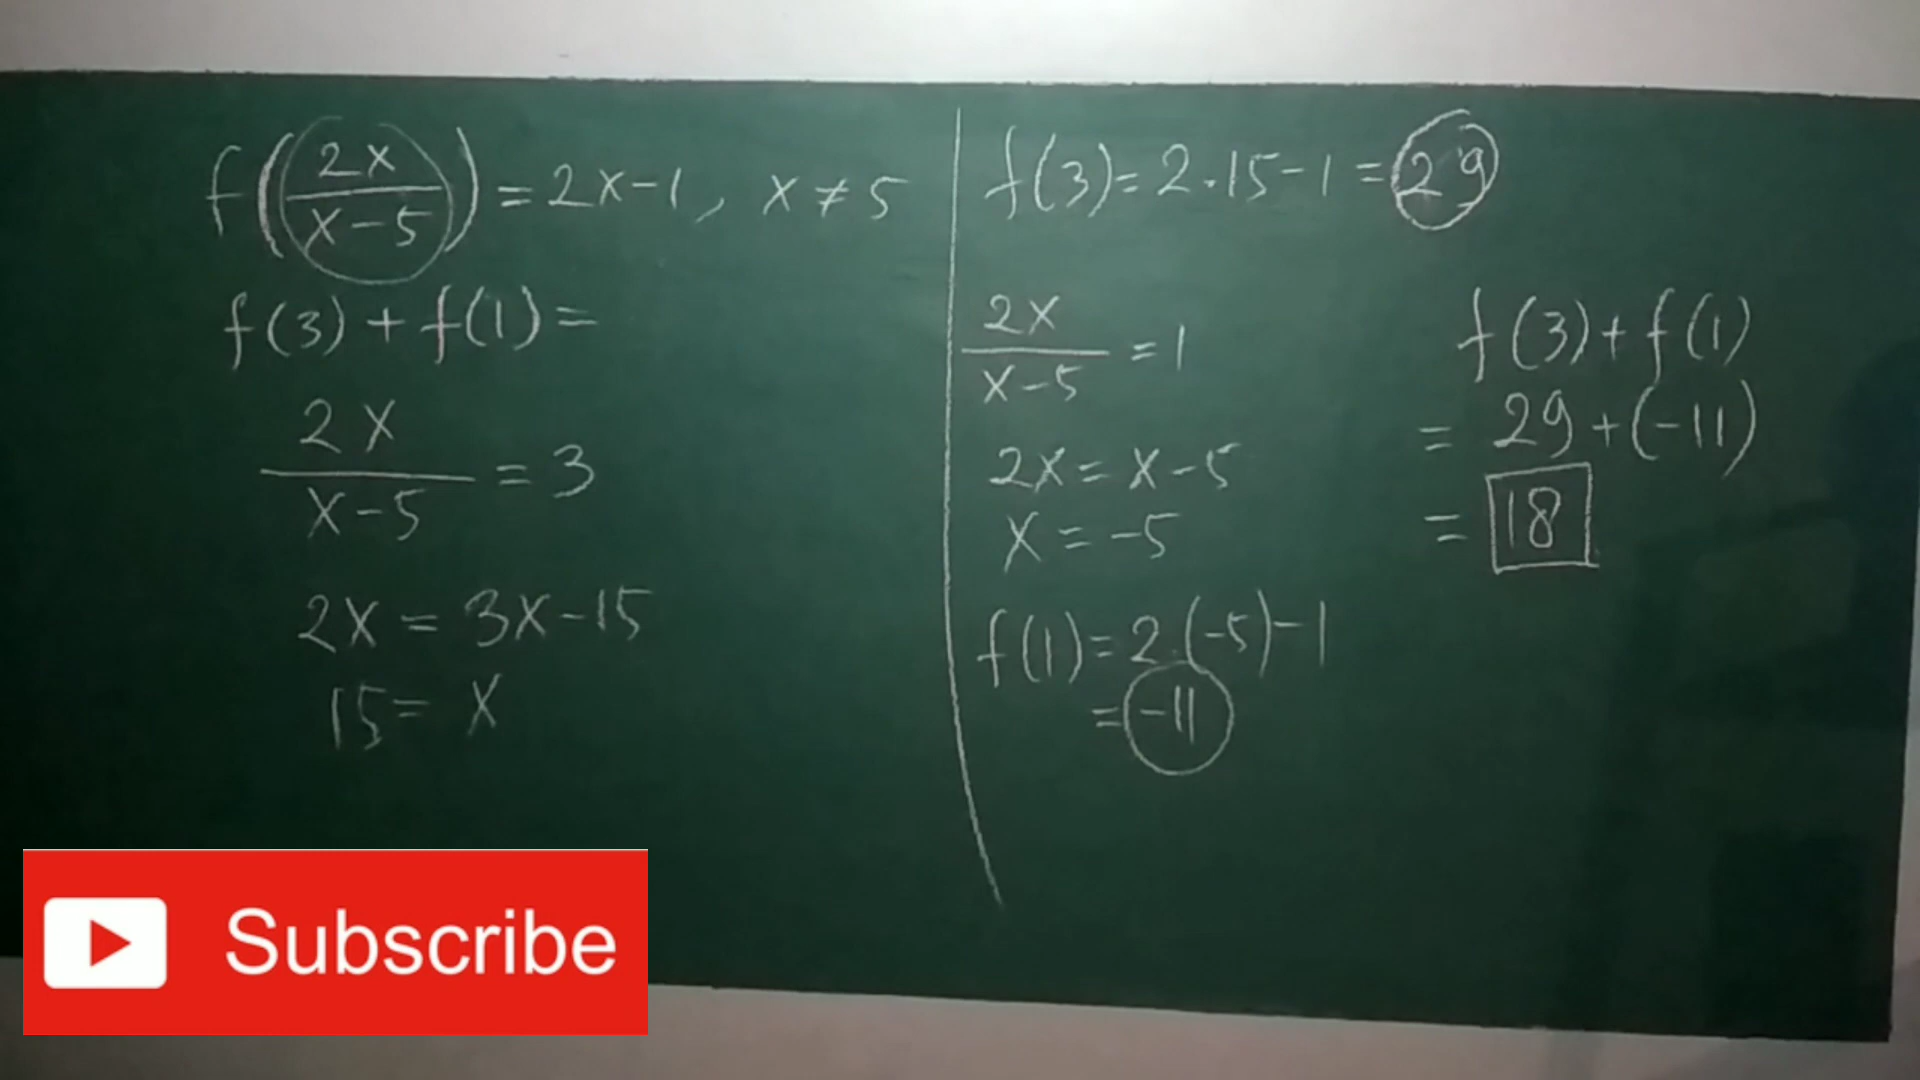 f(2x/x-5) = 2x-1, x ≠ 5
f(3) + f(1) =
2x/x-5 = 3
2x = 3x-15
15 = x
f(3) = 2.15-1 = 29
2x/x-5 = 1
2x = x-5
x = -5
f(1) = 2.(-5)-1
= -11
f(3) + f(1)
= 29 + (-11)
= 18
Subscribe